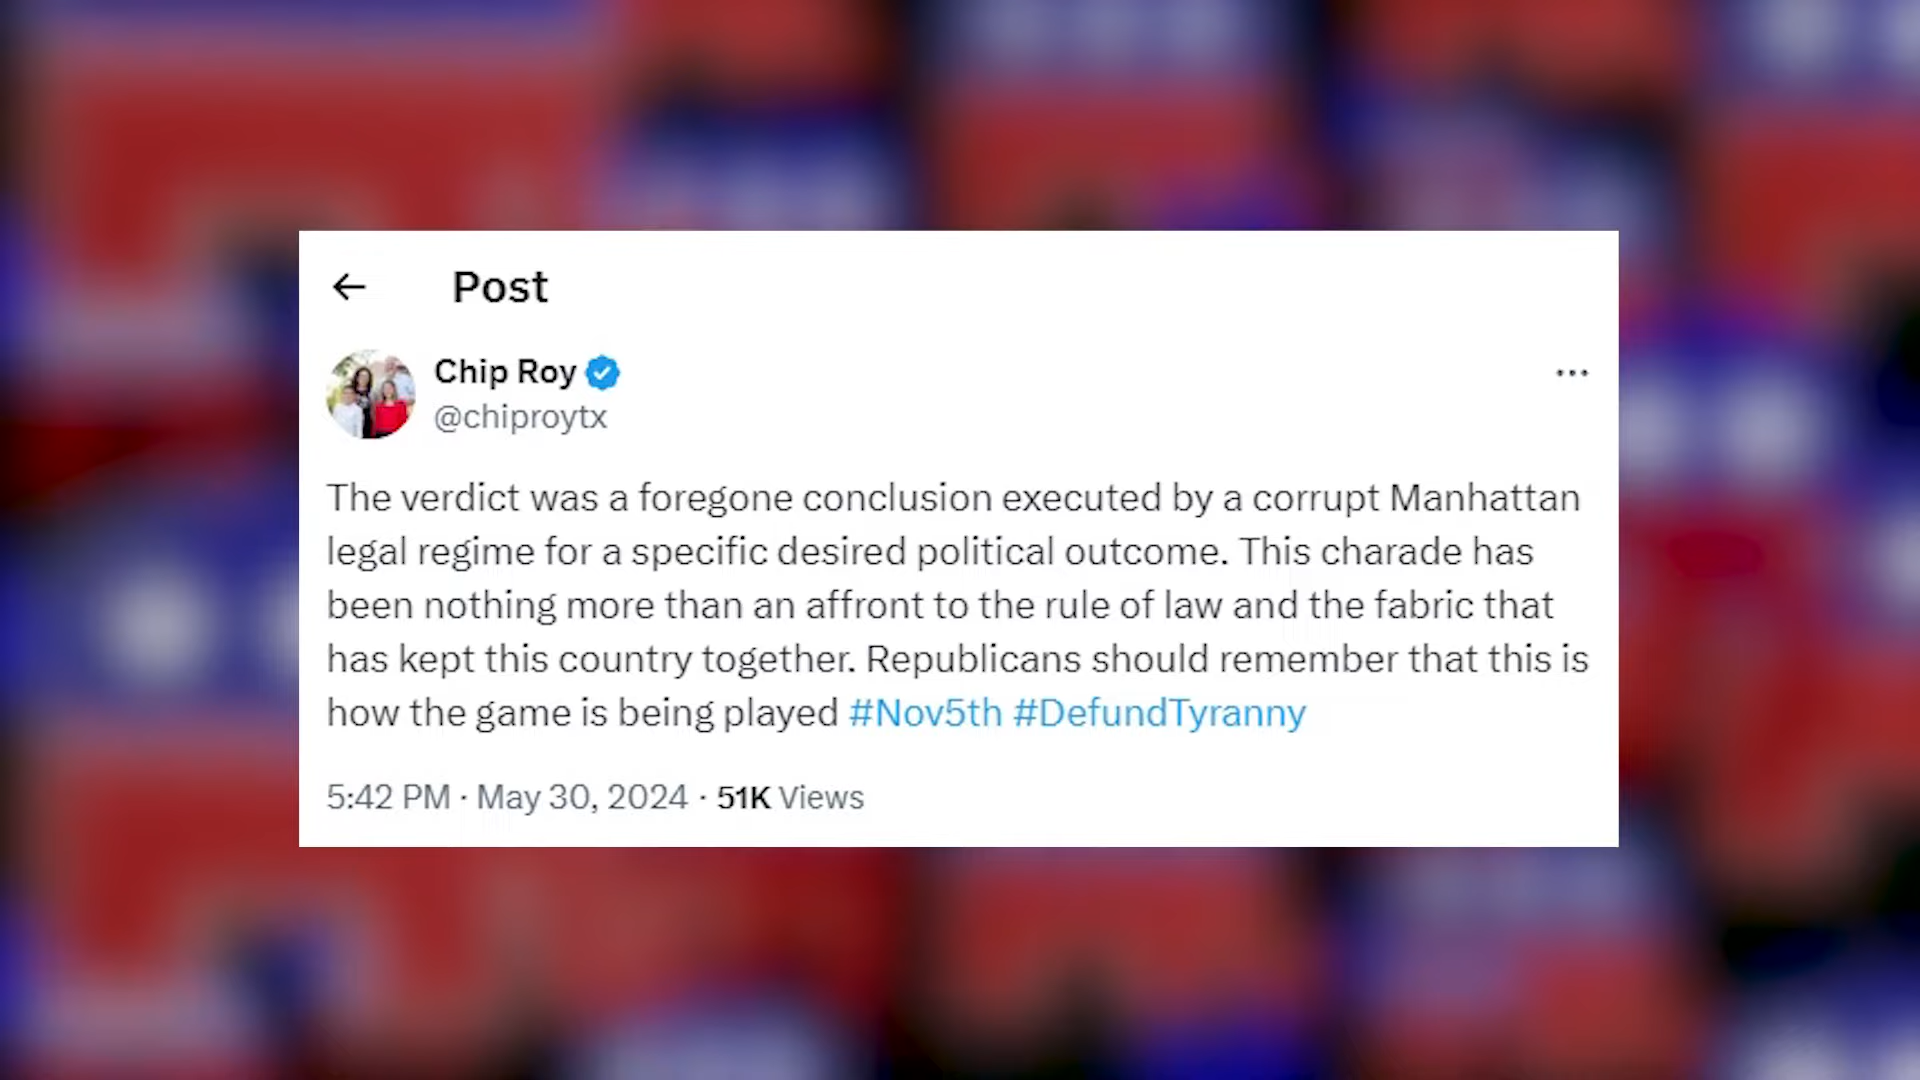 Post
Chip Roy
@chiproytx
The verdict was a foregone conclusion executed by a corrupt Manhattan
legal regime for a specific desired political outcome. This charade has
been nothing more than an affront to the rule of law and the fabric that
has kept this country together. Republicans should remember that this is
how the game is being played #Nov5th #DefundTyranny
5:42 PM · May 30, 2024 · 51K Views